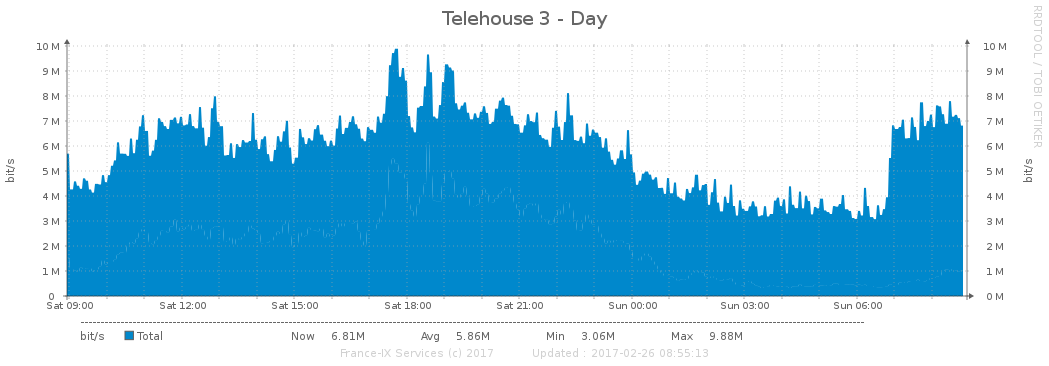 Telehouse 3 - Day
RRDTOOL / TOBI OETIKER
bit/s
10 M 10 M
9 M 9 M
8 M 8 M
7 M 7 M
6 M 6 M
5 M 5 M
4 M 4 M
3 M 3 M
2 M 2 M
1 M 1 M
0 0 M
bit/s
Sat 09:00 Sat 12:00 Sat 15:00 Sat 18:00 Sat 21:00 Sun 00:00 Sun 03:00 Sun 06:00
bit/s Total Now 6.81M Avg 5.86M Min 3.06M Max 9.88M
France-IX Services (c) 2017 Updated : 2017-02-26 08:55:13